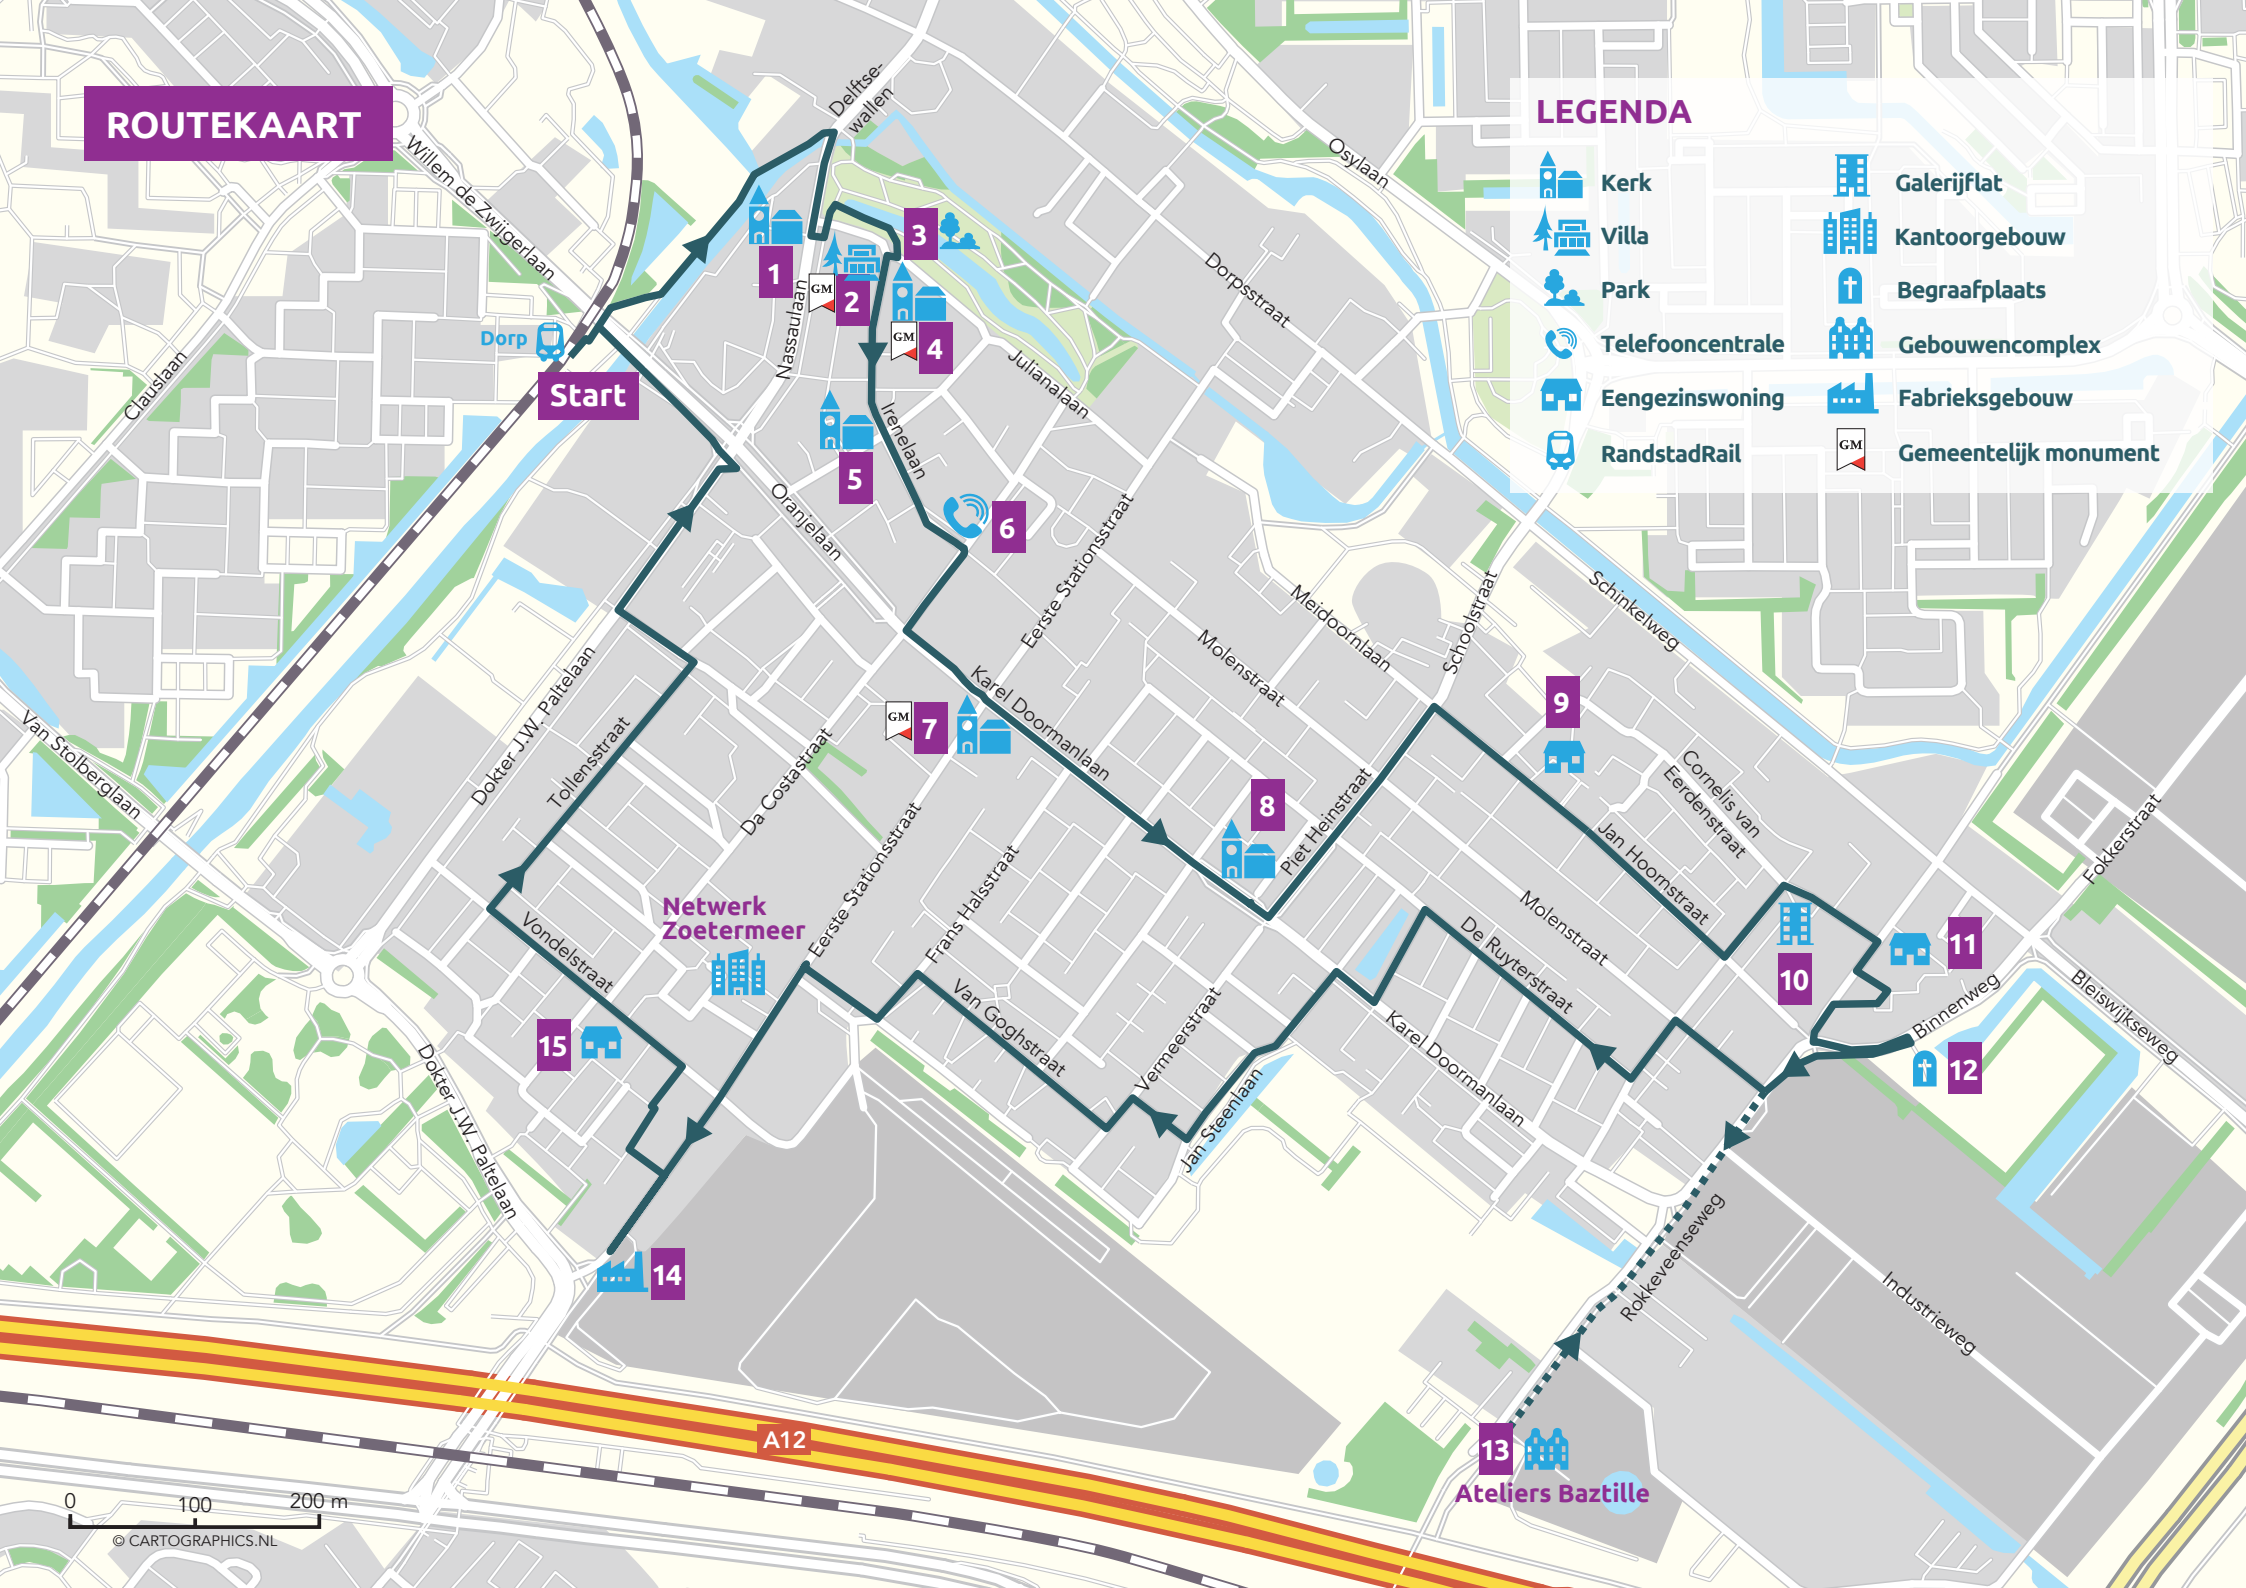 ROUTEKAART
LEGENDA
Kerk
Villa
Park
Telefooncentrale
Eengezinswoning
RandstadRail
Galerijflat
Kantoorgebouw
Begraafplaats
Gebouwencomplex
Fabrieksgebouw
GM
Gemeentelijk monument
Delftse-
wallen
Willem de Zwijgerlaan
Osylaan
Dorpsstraat
Clauslaan
Dorp
Start
1
GM
2
3
GM
4
5
6
Nassaulaan
Julianalaan
Irenelaan
Oranjelaan
Eerste Stationsstraat
Meidoornlaan
Molenstraat
Schoolstraat
Schinkelweg
Van Stolberglaan
Dokter J.W. Paltelaan
Tollensstraat
Da Costastraat
GM
7
Karel Doormanlaan
8
Piet Heinstraat
9
Cornelis van
Eerdenstraat
Jan Hoornstraat
Fokkerstraat
Netwerk
Zoetermeer
Eerste Stationsstraat
Frans Halsstraat
Vondelstraat
Van Goghstraat
Vermeerstraat
Jan Steenlaan
De Ruyterstraat
Molenstraat
Karel Doormanlaan
10
11
Binnenweg
Bleiswijkseweg
12
15
Dokter J.W. Paltelaan
14
Rokkeveenseweg
Industrieweg
13
Ateliers Baztille
A12
0 100 200 m
© CARTOGRAPHICS.NL